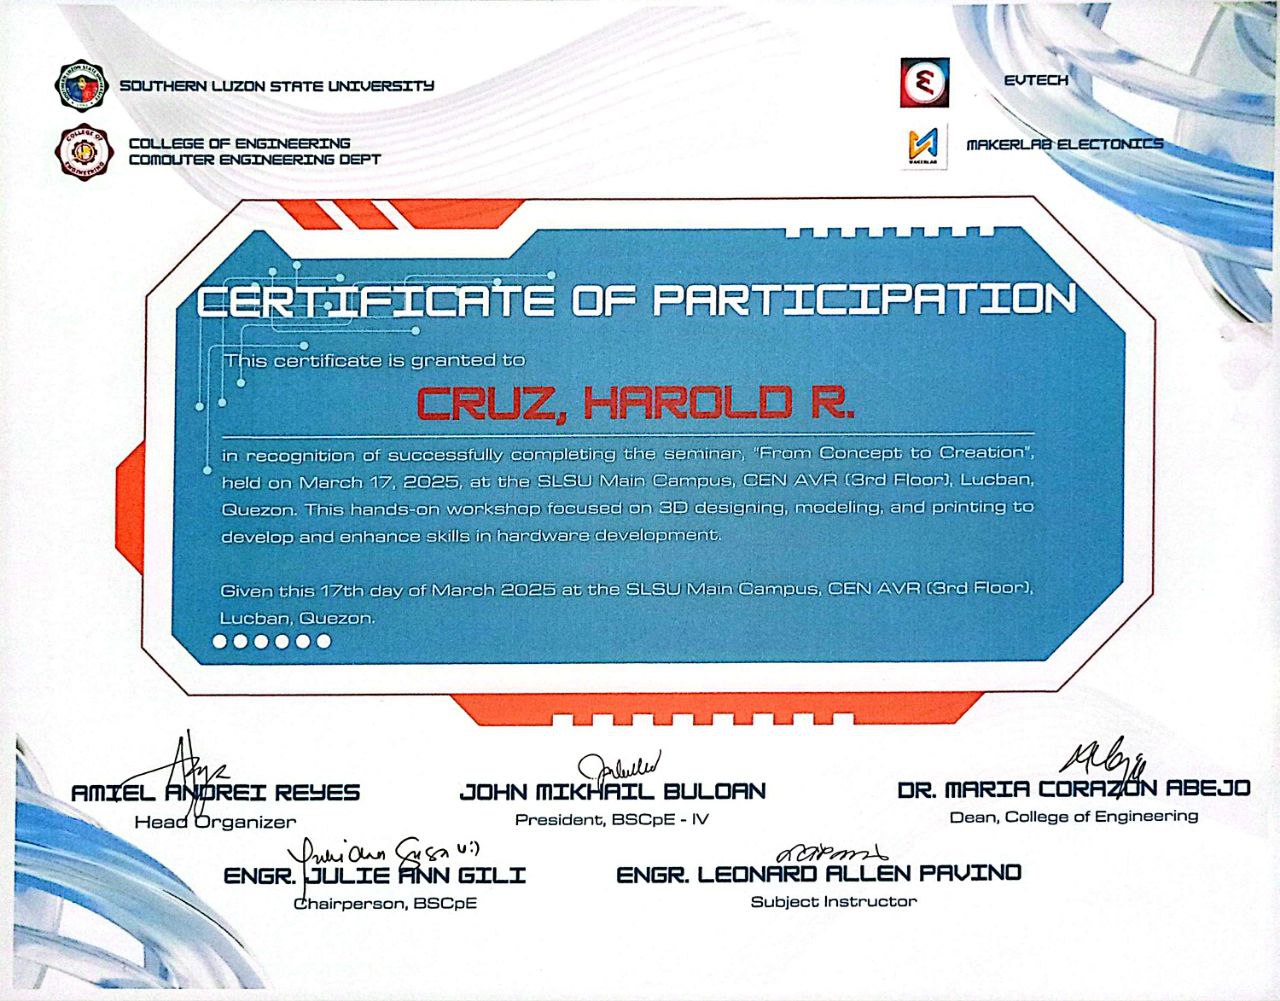 SOUTHERN LUZON STATE UNIVERSITY
COLLEGE OF ENGINEERING
COMOUTER ENGINEERING DEPT
EVTECH
MAKERLAB
MAKERLAB ELECTONICS
CERTIFICATE OF PARTICIPATION
This certificate is granted to
CRUZ, HAROLD R.
in recognition of successfully completing the seminar, "From Concept to Creation",
held on March 17, 2025, at the SLSU Main Campus, CEN AVR (3rd Floor), Lucban,
Quezon. This hands-on workshop focused on 3D designing, modeling, and printing to
develop and enhance skills in hardware development.
Given this 17th day of March 2025 at the SLSU Main Campus, CEN AVR (3rd Floor),
Lucban, Quezon.
AMIEL ANDREI REYES
Head Organizer
JOHN MIKHAIL BULOAN
President, BSCpE - IV
DR. MARIA CORAZON ABEJO
Dean, College of Engineering
ENGR. JULIE ANN GILI
Chairperson, BSCpE
ENGR. LEONARD ALLEN PAVINO
Subject Instructor